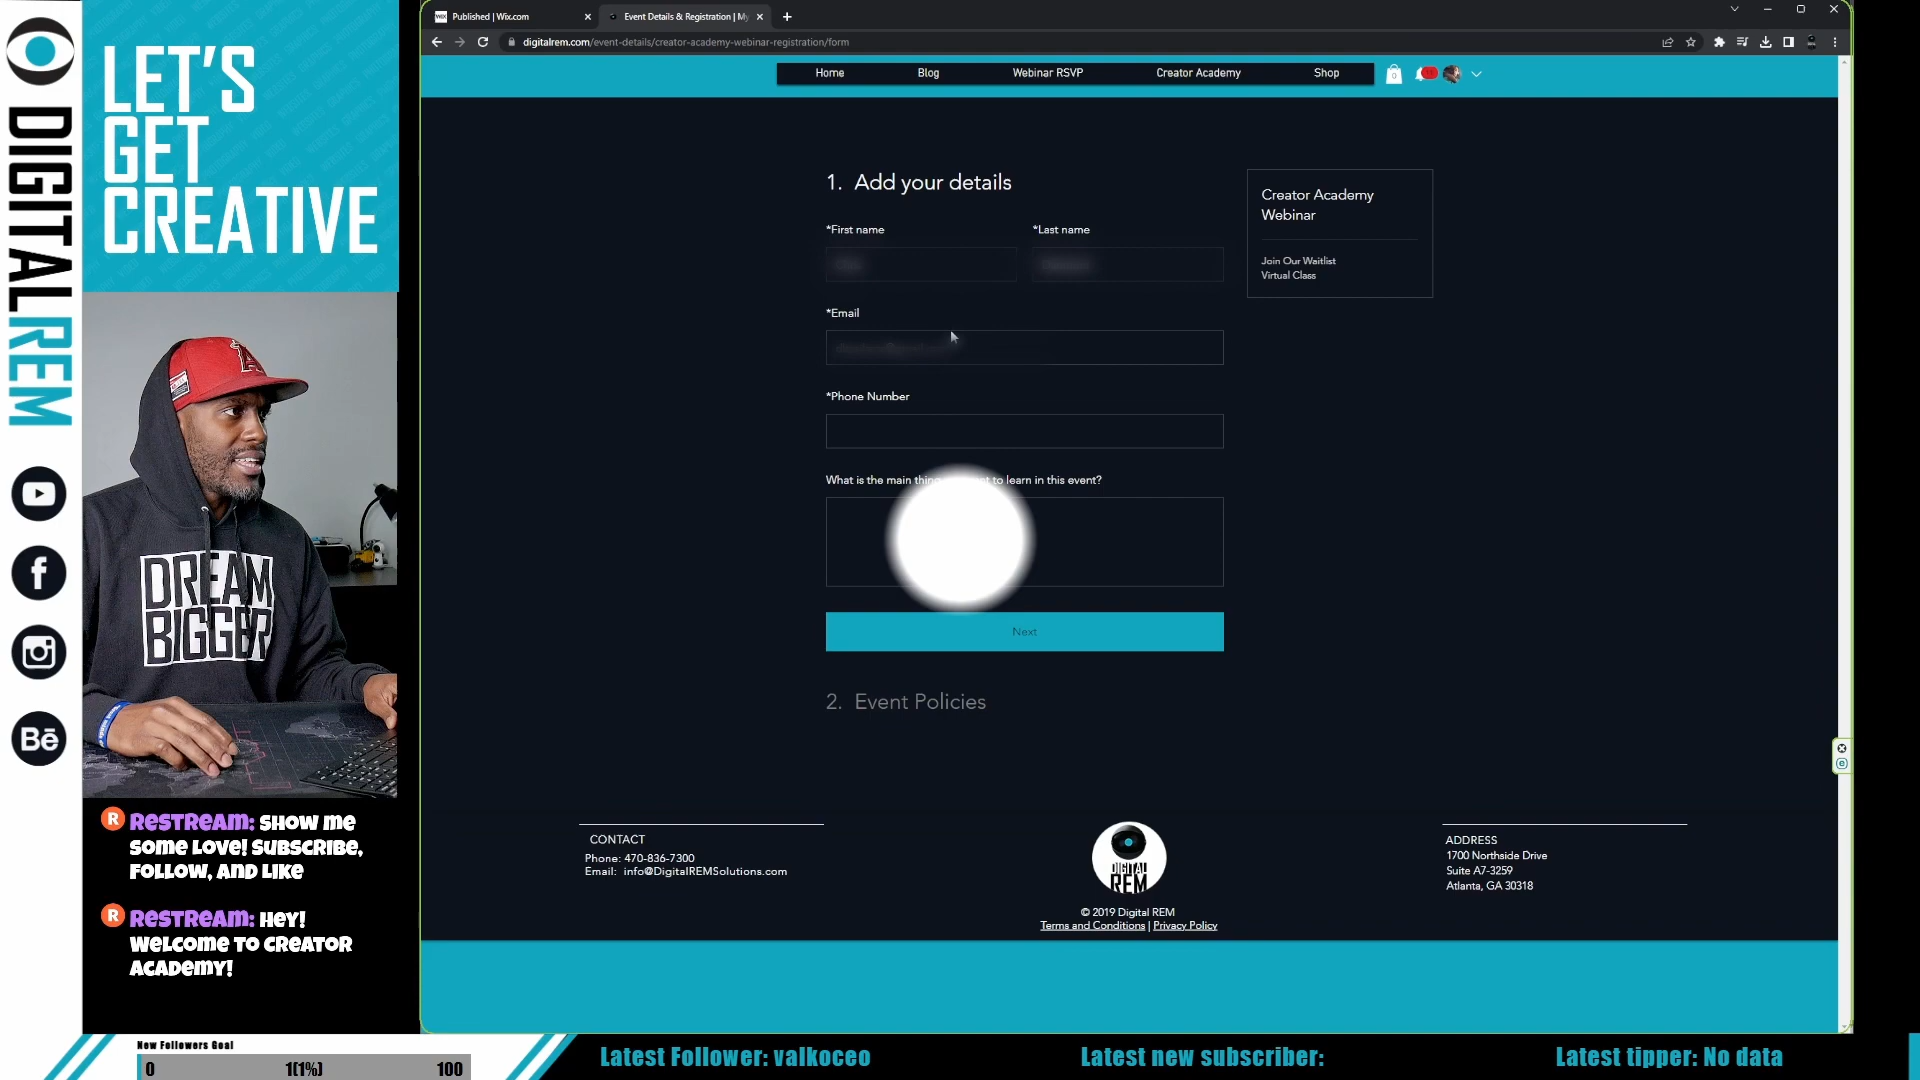 LET'S
GET
CREATIVE
DIGITALREM
DREAM
BIGGER
Bē
Restream: Show me
some love! Subscribe,
follow, and like
Restream: Hey!
Welcome to Creator
Academy!
New Followers Goal
0 1(1%) 100
Published | Wix.com
Event Details & Registration | My
digitalrem.com/event-details/creator-academy-webinar-registration/form
Home Blog Webinar RSVP Creator Academy Shop
0
1. Add your details
*First name *Last name
*Email
*Phone Number
What is the main thing to learn in this event?
Next
2. Event Policies
Creator Academy
Webinar
Join Our Waitlist
Virtual Class
CONTACT
Phone: 470-836-7300
Email: info@DigitalREMSolutions.com
DIGITAL
REM
© 2019 Digital REM
Terms and Conditions | Privacy Policy
ADDRESS
1700 Northside Drive
Suite A7-3259
Atlanta, GA 30318
Latest Follower: valkoceo
Latest new subscriber:
Latest tipper: No data